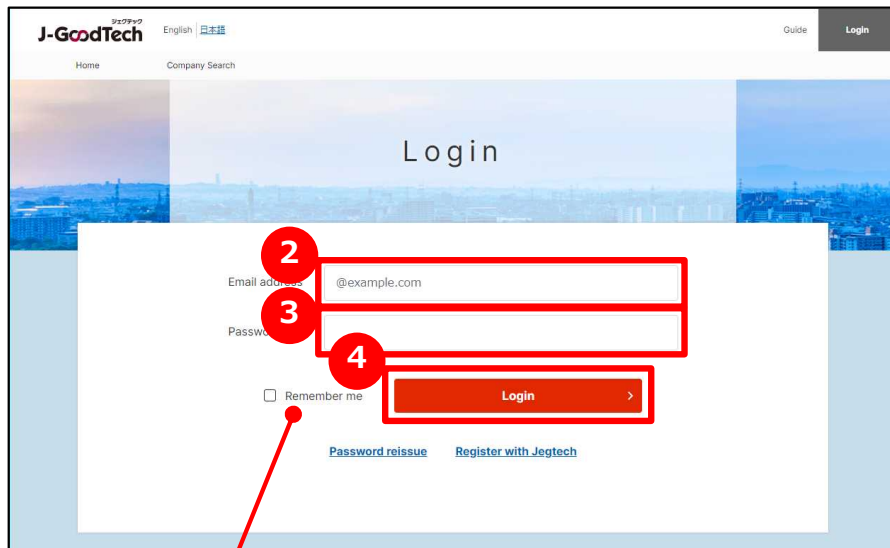 ジェグテック
J-GoodTech English 日本語 Guide Login
Home Company Search
Login
2
Email address @example.com
3
Password
4
Remember me Login
Password reissue Register with Jegtech